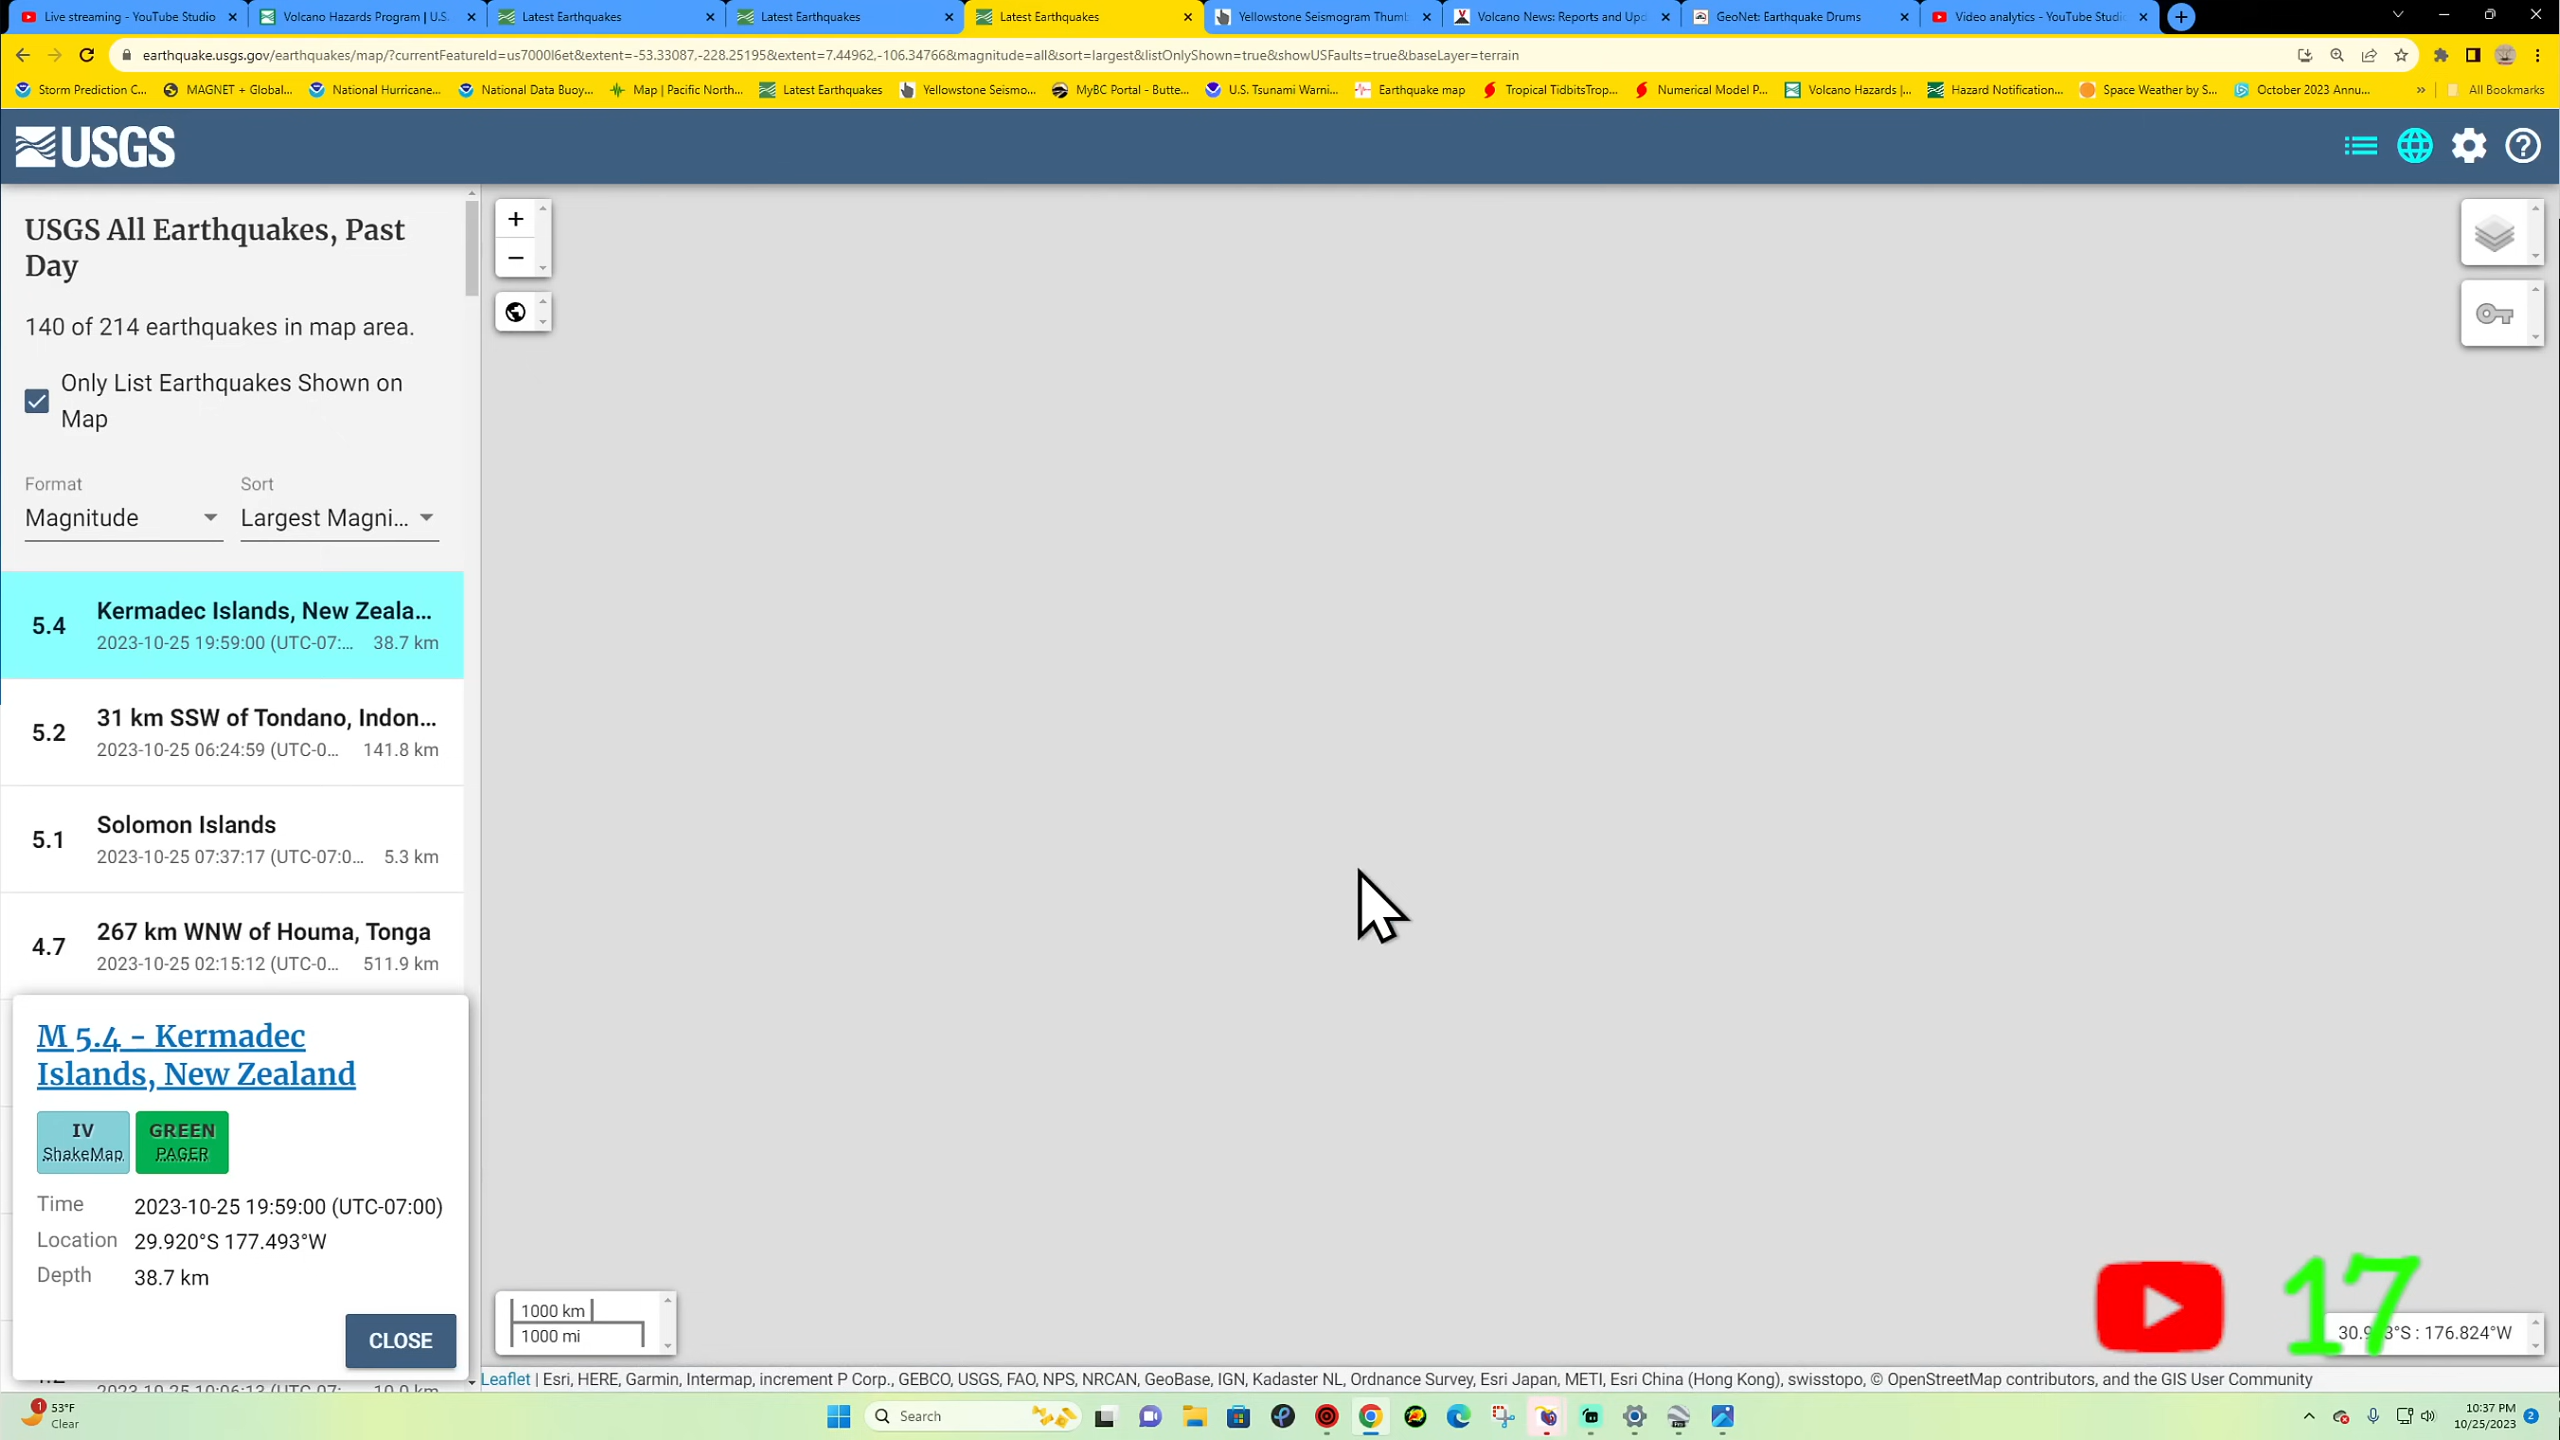 Live streaming - YouTube Studio
Volcano Hazards Program | U.S.
Latest Earthquakes
Latest Earthquakes
Latest Earthquakes
Yellowstone Seismogram Thumb
Volcano News: Reports and Upd
GeoNet: Earthquake Drums
Video analytics - YouTube Studio
earthquake.usgs.gov/earthquakes/map/?currentFeatureId=us7000l6et&extent=-53.33087,-228.25195&extent=7.44962,-106.34766&magnitude=all&sort=largest&listOnlyShown=true&showUSFaults=true&baseLayer=terrain
Storm Prediction C...
MAGNET + Global...
National Hurricane...
National Data Buoy...
Map | Pacific North...
Latest Earthquakes
Yellowstone Seismo...
MyBC Portal - Butte...
U.S. Tsunami Warni...
Earthquake map
Tropical TidbitsTrop...
Numerical Model P...
Volcano Hazards |...
Hazard Notification...
Space Weather by S...
October 2023 Annu...
»
All Bookmarks
USGS
USGS All Earthquakes, Past
Day
140 of 214 earthquakes in map area.
Only List Earthquakes Shown on
Map
Format
Sort
Magnitude
Largest Magni...
5.4
Kermadec Islands, New Zeala...
2023-10-25 19:59:00 (UTC-07:...
38.7 km
5.2
31 km SSW of Tondano, Indon...
2023-10-25 06:24:59 (UTC-0...
141.8 km
5.1
Solomon Islands
2023-10-25 07:37:17 (UTC-07:0...
5.3 km
4.7
267 km WNW of Houma, Tonga
2023-10-25 02:15:12 (UTC-0...
511.9 km
M 5.4 - Kermadec
Islands, New Zealand
IV
ShakeMap
GREEN
PAGER
Time
2023-10-25 19:59:00 (UTC-07:00)
Location
29.920°S 177.493°W
Depth
38.7 km
CLOSE
1000 km
1000 mi
17
176.824°W
Leaflet | Esri, HERE, Garmin, Intermap, increment P Corp., GEBCO, USGS, FAO, NPS, NRCAN, GeoBase, IGN, Kadaster NL, Ordnance Survey, Esri Japan, METI, Esri China (Hong Kong), swisstopo, © OpenStreetMap contributors, and the GIS User Community
1
53°F
Clear
Search
10:37 PM
10/25/2023
2